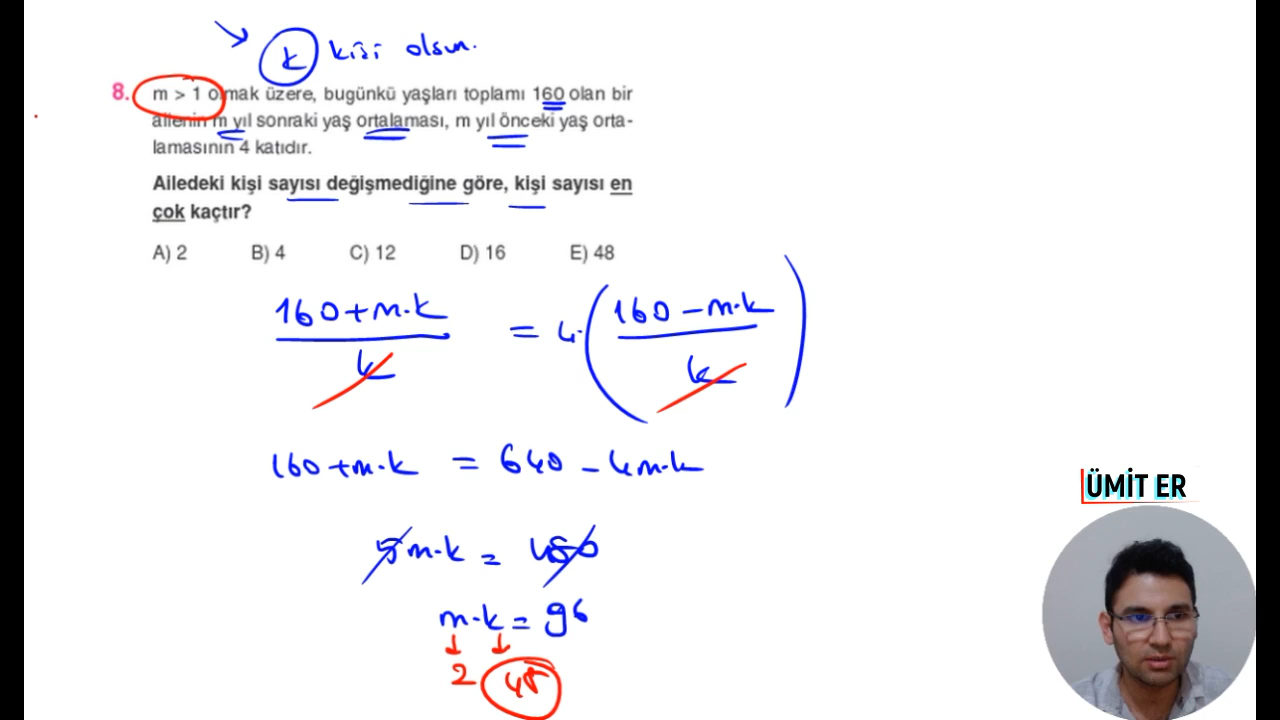 k kişi olsun.
8. m > 1 olmak üzere, bugünkü yaşları toplamı 160 olan bir
ailenin m yıl sonraki yaş ortalaması, m yıl önceki yaş orta-
lamasının 4 katıdır.
Ailedeki kişi sayısı değişmediğine göre, kişi sayısı en
çok kaçtır?
A) 2 B) 4 C) 12 D) 16 E) 48
160+m.k / k = 4.(160-m.k / k)
160+m.k = 640-4m.k
5m.k = 480
m.k = 96
2 48
ÜMİT ER